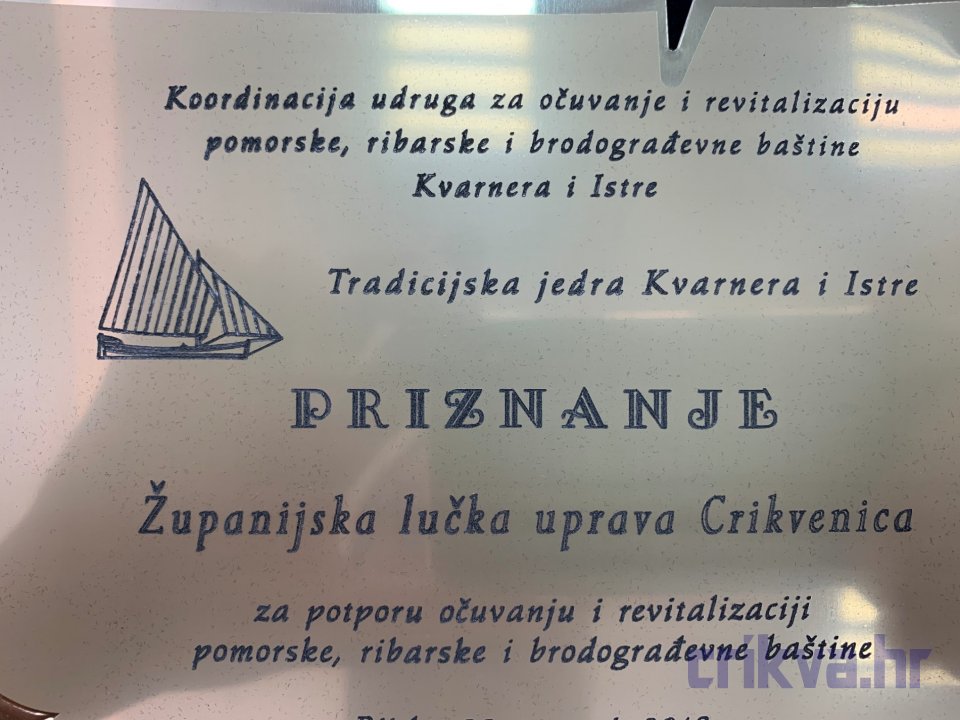 Koordinacija udruga za očuvanje i revitalizaciju
pomorske, ribarske i brodograđevne baštine
Kvarnera i Istre
Tradicijska jedra Kvarnera i Istre
PRIZNANJE
Županijska lučka uprava Crikvenica
za potporu očuvanju i revitalizaciji
pomorske, ribarske i brodograđevne baštine
crikva.hr